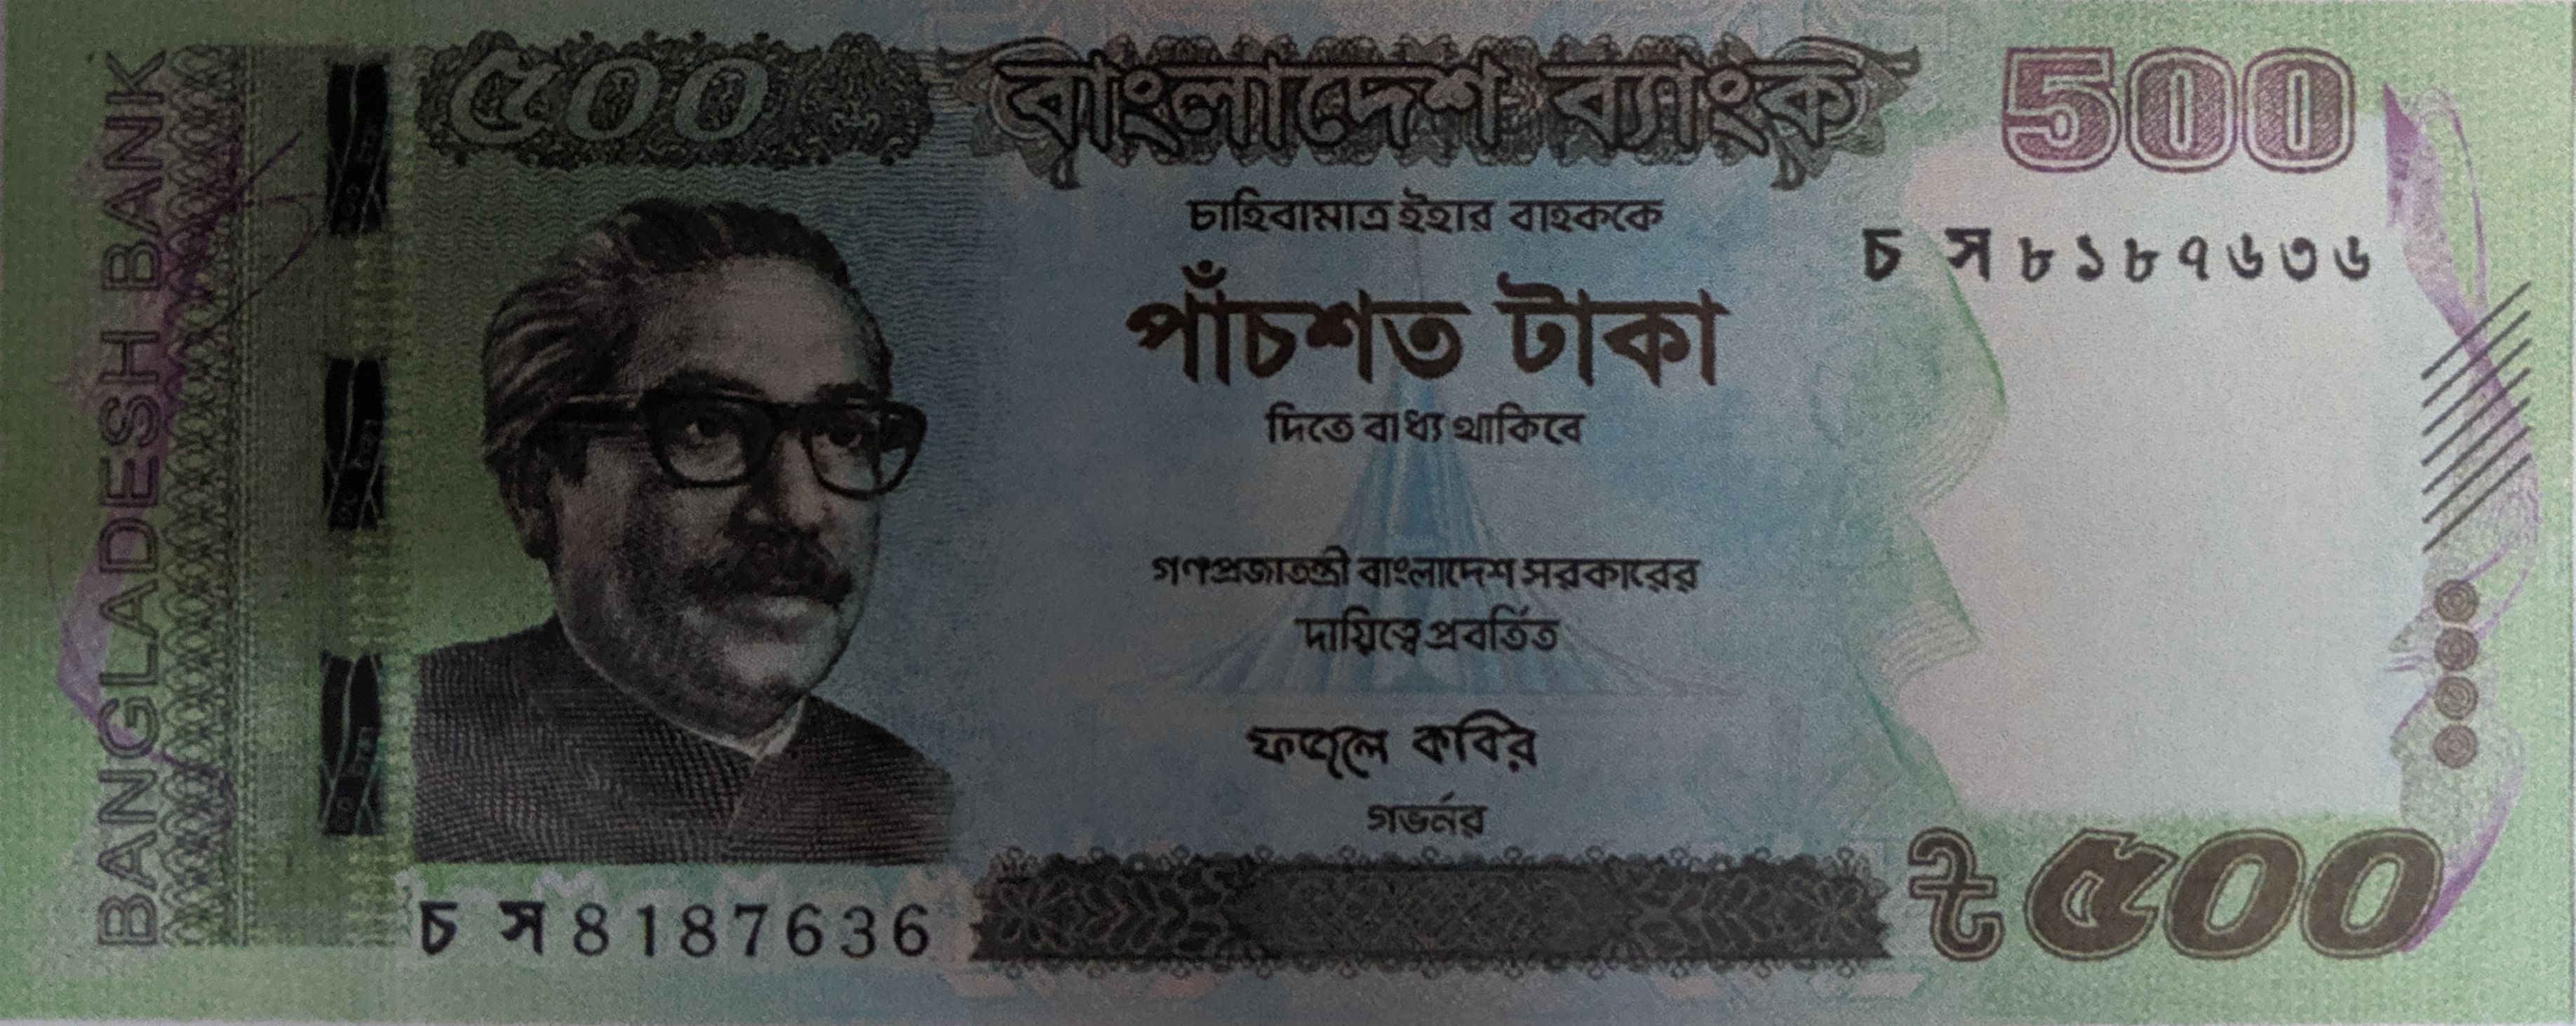 BANGLADESH BANK
৫০০
বাংলাদেশ ব্যাংক
500
চাহিবামাত্র ইহার বাহককে
চ স ৮১৮৭৬৩৬
পাঁচশত টাকা
দিতে বাধ্য থাকিবে
গণপ্রজাতন্ত্রী বাংলাদেশ সরকারের
দায়িত্বে প্রবর্তিত
ফজলে কবির
গভর্নর
চ স 8187636
৳ ৫০০